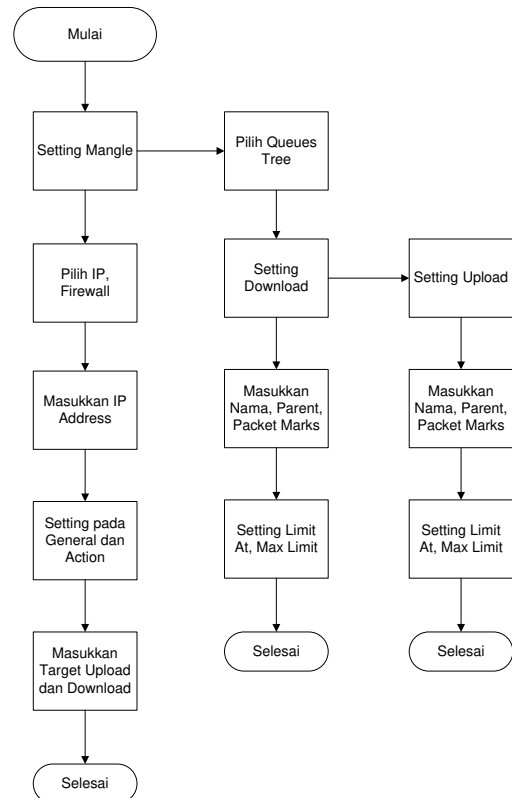 Mulai
Setting Mangle
Pilih IP,
Firewall
Masukkan IP
Address
Setting pada
General dan
Action
Masukkan
Target Upload
dan Download
Selesai
Pilih Queues
Tree
Setting
Download
Masukkan
Nama, Parent,
Packet Marks
Setting Limit
At, Max Limit
Selesai
Setting Upload
Masukkan
Nama, Parent,
Packet Marks
Setting Limit
At, Max Limit
Selesai